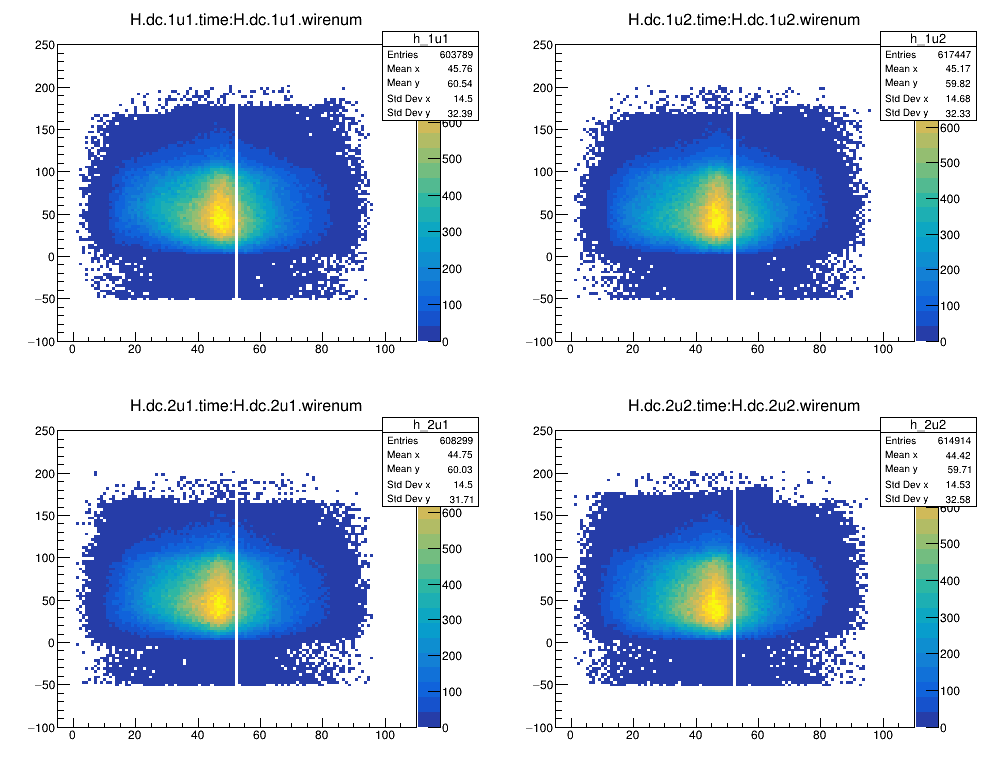 H.dc.1u1.time:H.dc.1u1.wirenum
h_1u1
Entries 603789
Mean x 45.76
Mean y 60.54
Std Dev x 14.5
Std Dev y 32.39
250
200
150
100
50
0
−50
−100
0 20 40 60 80 100
600
500
400
300
200
100
0
H.dc.1u2.time:H.dc.1u2.wirenum
h_1u2
Entries 617447
Mean x 45.17
Mean y 59.82
Std Dev x 14.68
Std Dev y 32.33
250
200
150
100
50
0
−50
−100
0 20 40 60 80 100
600
500
400
300
200
100
0
H.dc.2u1.time:H.dc.2u1.wirenum
h_2u1
Entries 608299
Mean x 44.75
Mean y 60.03
Std Dev x 14.5
Std Dev y 31.71
250
200
150
100
50
0
−50
−100
0 20 40 60 80 100
600
500
400
300
200
100
0
H.dc.2u2.time:H.dc.2u2.wirenum
h_2u2
Entries 614914
Mean x 44.42
Mean y 59.71
Std Dev x 14.53
Std Dev y 32.58
250
200
150
100
50
0
−50
−100
0 20 40 60 80 100
600
500
400
300
200
100
0